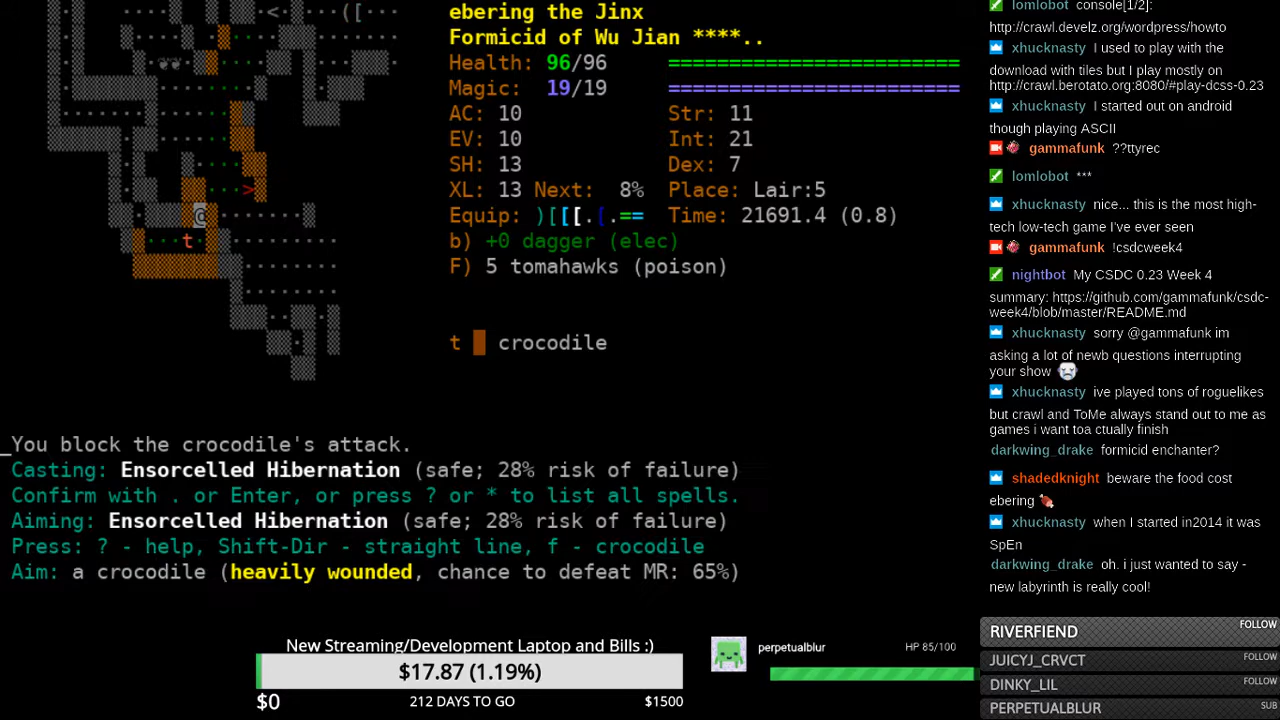 ebering the Jinx
Formicid of Wu Jian ****..
Health: 96/96 ========================
Magic: 19/19 ========================
AC: 10 Str: 11
EV: 10 Int: 21
SH: 13 Dex: 7
XL: 13 Next: 8% Place: Lair:5
Equip: )[[[.[.== Time: 21691.4 (0.8)
b) +0 dagger (elec)
F) 5 tomahawks (poison)
t crocodile
_You block the crocodile's attack.
Casting: Ensorcelled Hibernation (safe; 28% risk of failure)
Confirm with . or Enter, or press ? or * to list all spells.
Aiming: Ensorcelled Hibernation (safe; 28% risk of failure)
Press: ? - help, Shift-Dir - straight line, f - crocodile
Aim: a crocodile (heavily wounded, chance to defeat MR: 65%)
New Streaming/Development Laptop and Bills :)
$17.87 (1.19%)
$0 212 DAYS TO GO $1500
perpetualblur HP 85/100
lomlobot console[1/2]:
http://crawl.develz.org/wordpress/howto
xhucknasty I used to play with the
download with tiles but I play mostly on
http://crawl.berotato.org:8080/#play-dcss-0.23
xhucknasty I started out on android
though playing ASCII
gammafunk ??ttyrec
lomlobot ***
xhucknasty nice... this is the most high-
tech low-tech game I've ever seen
gammafunk !csdcweek4
nightbot My CSDC 0.23 Week 4
summary: https://github.com/gammafunk/csdc-
week4/blob/master/README.md
xhucknasty sorry @gammafunk im
asking a lot of newb questions interrupting
your show
xhucknasty ive played tons of roguelikes
but crawl and ToMe always stand out to me as
games i want toa ctually finish
darkwing_drake formicid enchanter?
shadedknight beware the food cost
ebering
xhucknasty when I started in2014 it was
SpEn
darkwing_drake oh. i just wanted to say -
new labyrinth is really cool!
RIVERFIEND FOLLOW
JUICYJ_CRVCT FOLLOW
DINKY_LIL FOLLOW
PERPETUALBLUR SUB